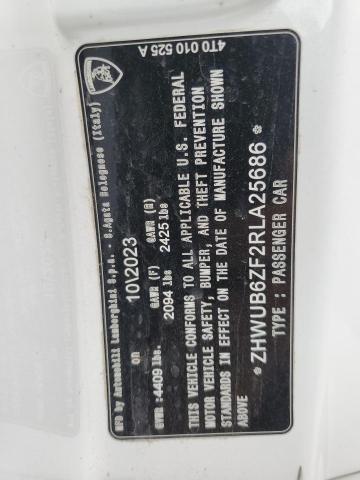 4T0 010 525 A
Mfg by Automobili Lamborghini S.p.A. - S.Agata Bolognese (Italy)
on 10\2023
GVWR :4409 lbs. GAWR (F) 2094 lbs GAWR (R) 2425 lbs
THIS VEHICLE CONFORMS TO ALL APPLICABLE U.S. FEDERAL
MOTOR VEHICLE SAFETY, BUMPER, AND THEFT PREVENTION
STANDARDS IN EFFECT ON THE DATE OF MANUFACTURE SHOWN
ABOVE
* ZHWUB6ZF2RLA25686 *
TYPE : PASSENGER CAR